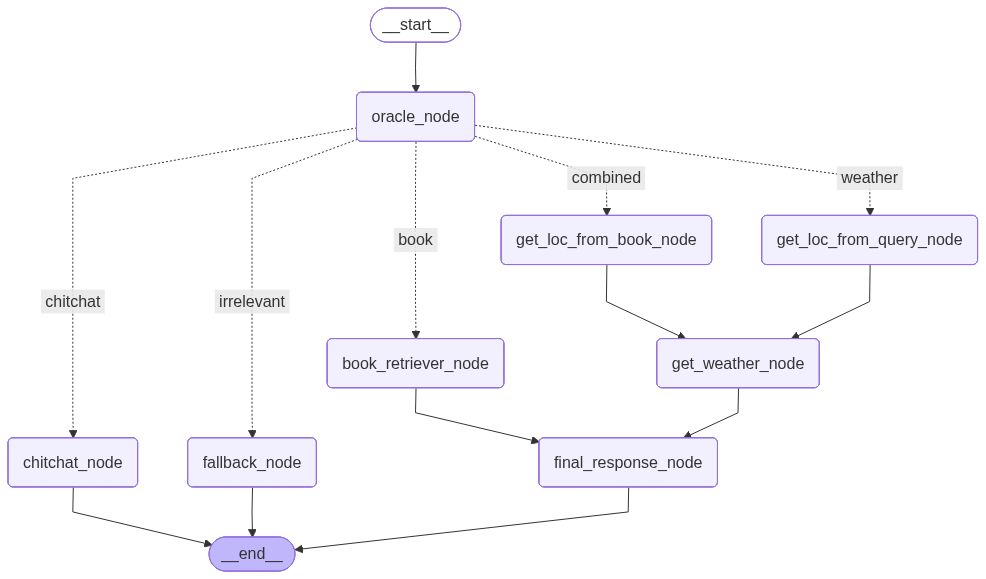 __start__
oracle_node
combined
weather
book
get_loc_from_book_node
get_loc_from_query_node
chitchat
irrelevant
book_retriever_node
get_weather_node
chitchat_node
fallback_node
final_response_node
__end__